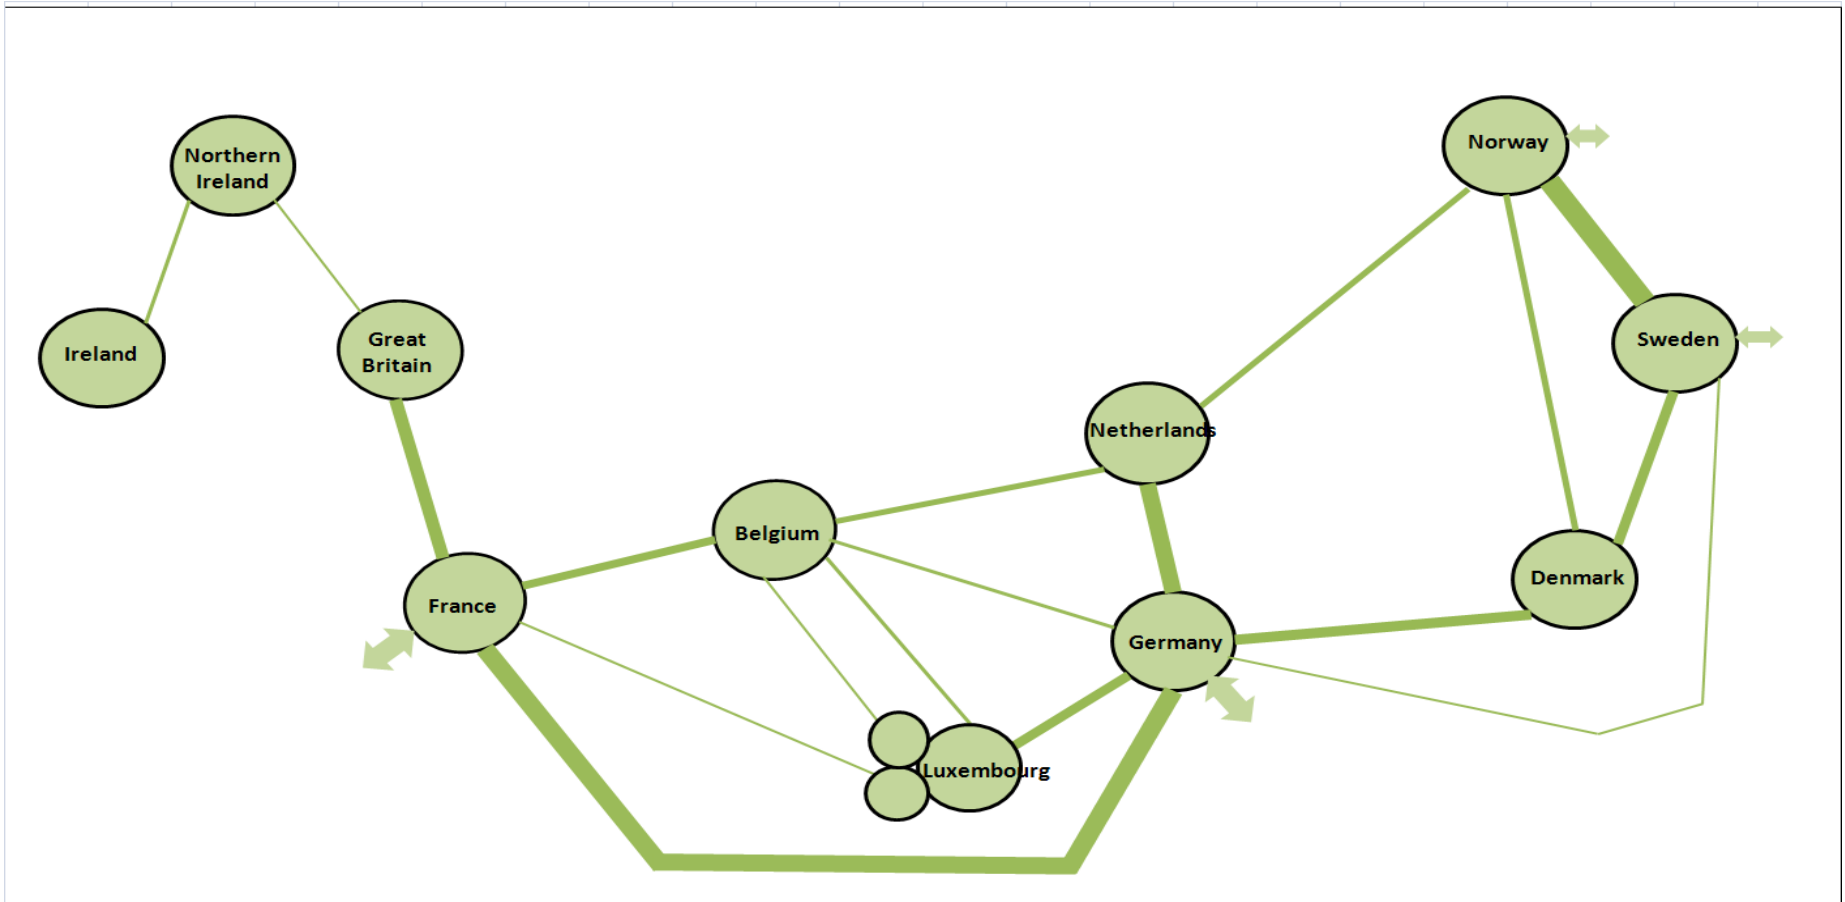 Norway
Northern
Ireland
Great
Britain
Ireland
Sweden
Netherlands
Belgium
Denmark
France
Germany
Luxembourg